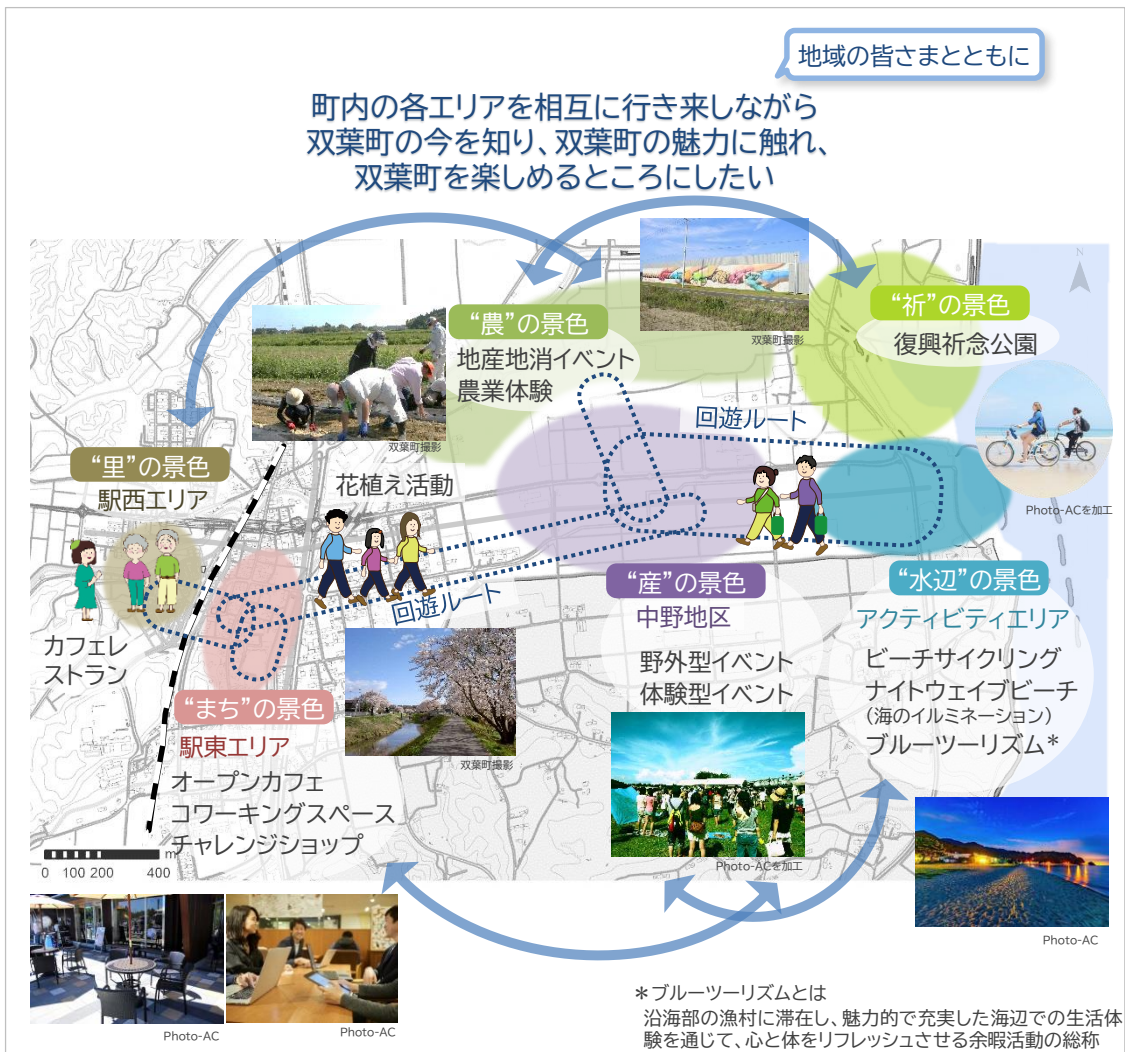 地域の皆さまとともに
町内の各エリアを相互に行き来しながら
双葉町の今を知り、双葉町の魅力に触れ、
双葉町を楽しめるところにしたい
N
“農”の景色
地産地消イベント
農業体験
双葉町撮影
双葉町撮影
“祈”の景色
復興祈念公園
回遊ルート
Photo-ACを加工
“里”の景色
駅西エリア
花植え活動
カフェレ
ストラン
回遊ルート
“まち”の景色
駅東エリア
オープンカフェ
コワーキングスペース
チャレンジショップ
双葉町撮影
“産”の景色
中野地区
野外型イベント
体験型イベント
Photo-ACを加工
“水辺”の景色
アクティビティエリア
ビーチサイクリング
ナイトウェイブビーチ
(海のイルミネーション)
ブルーツーリズム*
m
0 100 200 400
Photo-AC
Photo-AC
Photo-AC
*ブルーツーリズムとは
沿海部の漁村に滞在し、魅力的で充実した海辺での生活体
験を通じて、心と体をリフレッシュさせる余暇活動の総称